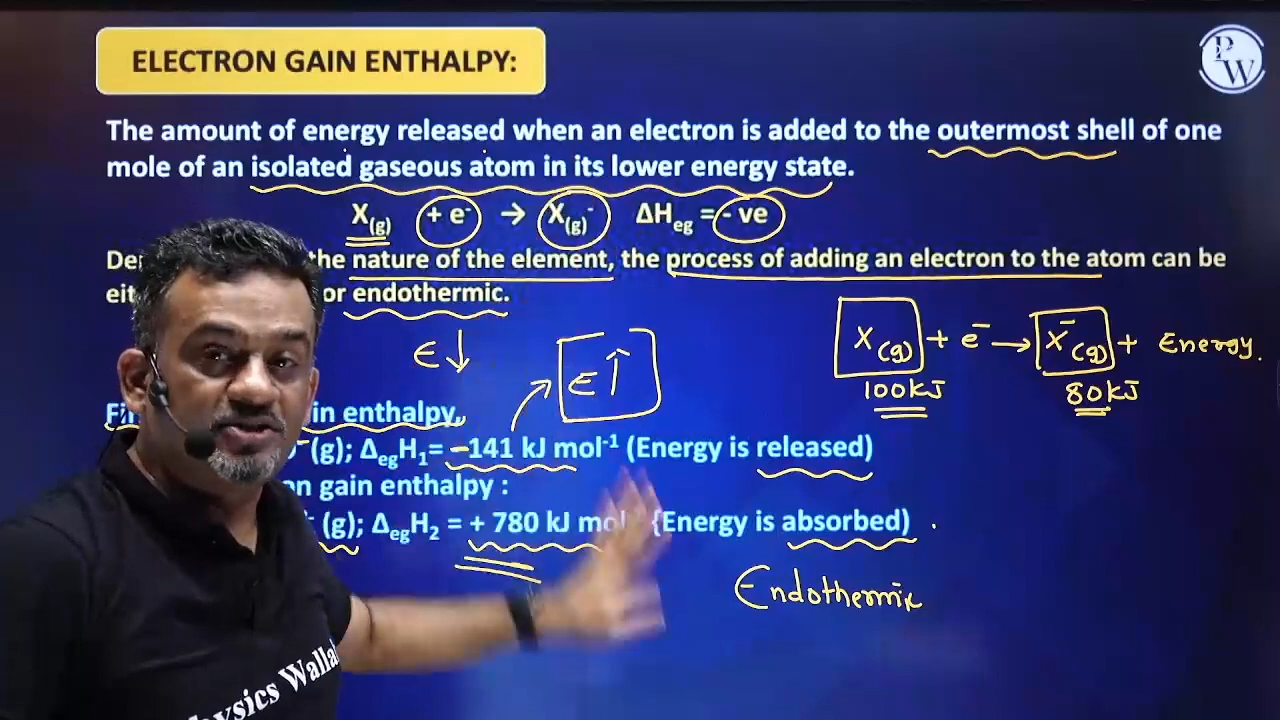 ELECTRON GAIN ENTHALPY:
PW
The amount of energy released when an electron is added to the outermost shell of one
mole of an isolated gaseous atom in its lower energy state.
X(g) + e⁻ → X(g)⁻ ΔHeg = - ve
the nature of the element, the process of adding an electron to the atom can be
or endothermic.
X(g) + e⁻ → X⁻(g) + Energy.
100kJ 80kJ
E↓ E↑
in enthalpy,
(g); ΔegH₁= –141 kJ mol⁻¹ (Energy is released)
on gain enthalpy :
(g); ΔegH₂ = + 780 kJ (Energy is absorbed)
Endothermic
Physics Wallah